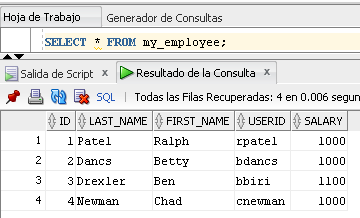 Hoja de Trabajo Generador de Consultas
SELECT * FROM my_employee;
Salida de Script x Resultado de la Consulta x
SQL | Todas las Filas Recuperadas: 4 en 0.006 segun
ID LAST_NAME FIRST_NAME USERID SALARY
1 1 Patel Ralph rpatel 1000
2 2 Dancs Betty bdancs 1000
3 3 Drexler Ben bbiri 1100
4 4 Newman Chad cnewman 1000